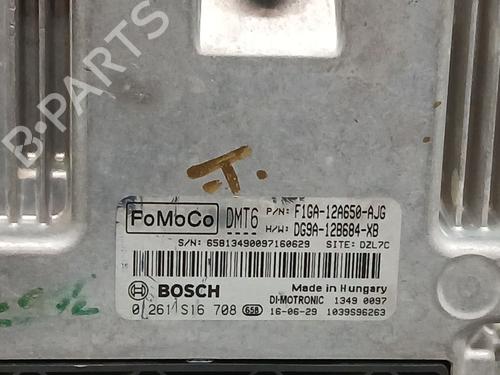 B-PARTS
T.
FoMoCo DMT6 P/N: F1GA-12A650-AJG
H/W: DG9A-12B684-XB
S/N: 65813490097160629 SITE: DZL7C
BOSCH Made in Hungary
DI-MOTRONIC 1349 0097
0 261 S16 708 658 16-06-29 1039S96263